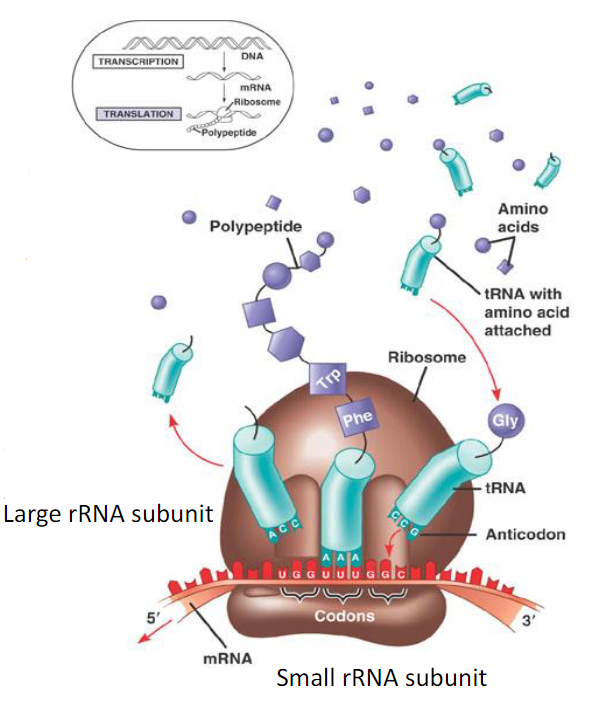 DNA
TRANSCRIPTION
mRNA
Ribosome
TRANSLATION
Polypeptide
Amino
acids
Polypeptide
tRNA with
amino acid
attached
Ribosome
Trp
Phe
Gly
tRNA
Large rRNA subunit
A C C
C C G
Anticodon
A A A
U G G U U U G G C
5′
Codons
3′
mRNA
Small rRNA subunit